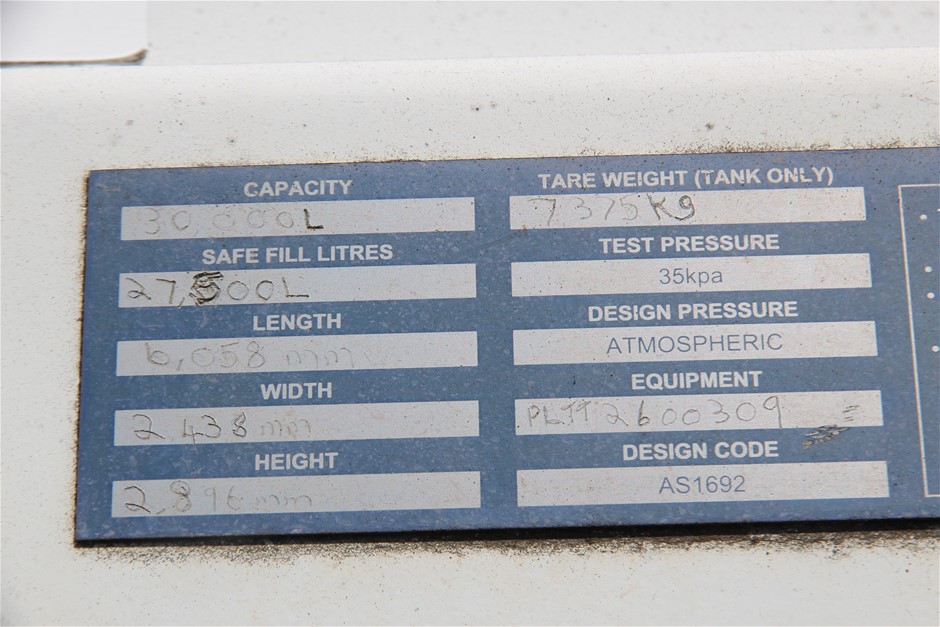 CAPACITY
30 000L
SAFE FILL LITRES
27,500L
LENGTH
6,058 mm
WIDTH
2 438 mm
HEIGHT
2,896 mm
TARE WEIGHT (TANK ONLY)
7375Kg
TEST PRESSURE
35kpa
DESIGN PRESSURE
ATMOSPHERIC
EQUIPMENT
PLTT2600309
DESIGN CODE
AS1692